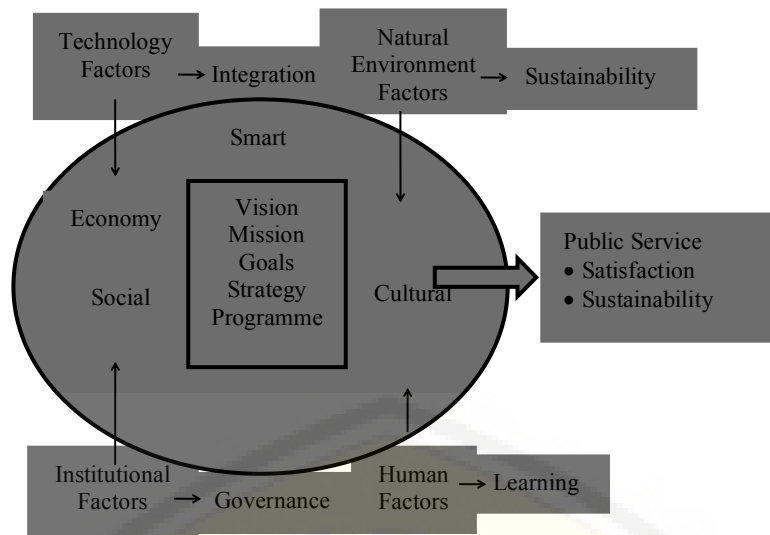 Technology
Factors
Integration
Natural
Environment
Factors
Sustainability
Smart
Economy
Social
Vision
Mission
Goals
Strategy
Programme
Cultural
Public Service
• Satisfaction
• Sustainability
Institutional
Factors
Governance
Human
Factors
Learning